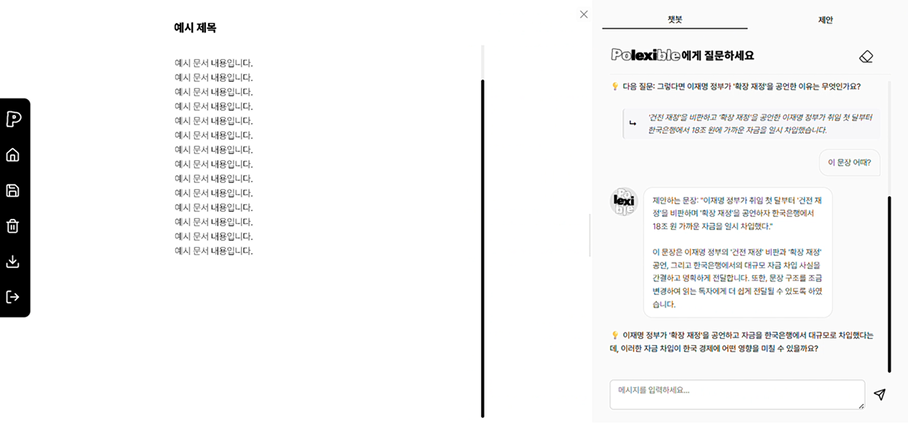 예시 제목
예시 문서 내용입니다.
예시 문서 내용입니다.
예시 문서 내용입니다.
예시 문서 내용입니다.
예시 문서 내용입니다.
예시 문서 내용입니다.
예시 문서 내용입니다.
예시 문서 내용입니다.
예시 문서 내용입니다.
예시 문서 내용입니다.
예시 문서 내용입니다.
예시 문서 내용입니다.
예시 문서 내용입니다.
예시 문서 내용입니다.
챗봇
제안
Polexible에게 질문하세요
다음 질문: 그렇다면 이재명 정부가 '확장 재정'을 공언한 이유는 무엇인가요?
'건전 재정'을 비판하고 '확장 재정'을 공언한 이재명 정부가 취임 첫 달부터
한국은행에서 18조 원에 가까운 자금을 일시 차입했습니다.
이 문장 어때?
Po
lexi
ble
제안하는 문장: "이재명 정부가 취임 첫 달부터 '건전 재
정'을 비판하며 '확장 재정'을 공언하자 한국은행에서
18조 원 가까운 자금을 일시 차입했다."
이 문장은 이재명 정부의 '건전 재정' 비판과 '확장 재정'
공언, 그리고 한국은행에서의 대규모 자금 차입 사실을
간결하고 명확하게 전달합니다. 또한, 문장 구조를 조금
변경하여 읽는 독자에게 더 쉽게 전달될 수 있도록 하였
습니다.
이재명 정부가 '확장 재정'을 공언하고 자금을 한국은행에서 대규모로 차입했다는
데, 이러한 자금 차입이 한국 경제에 어떤 영향을 미칠 수 있을까요?
메시지를 입력하세요...